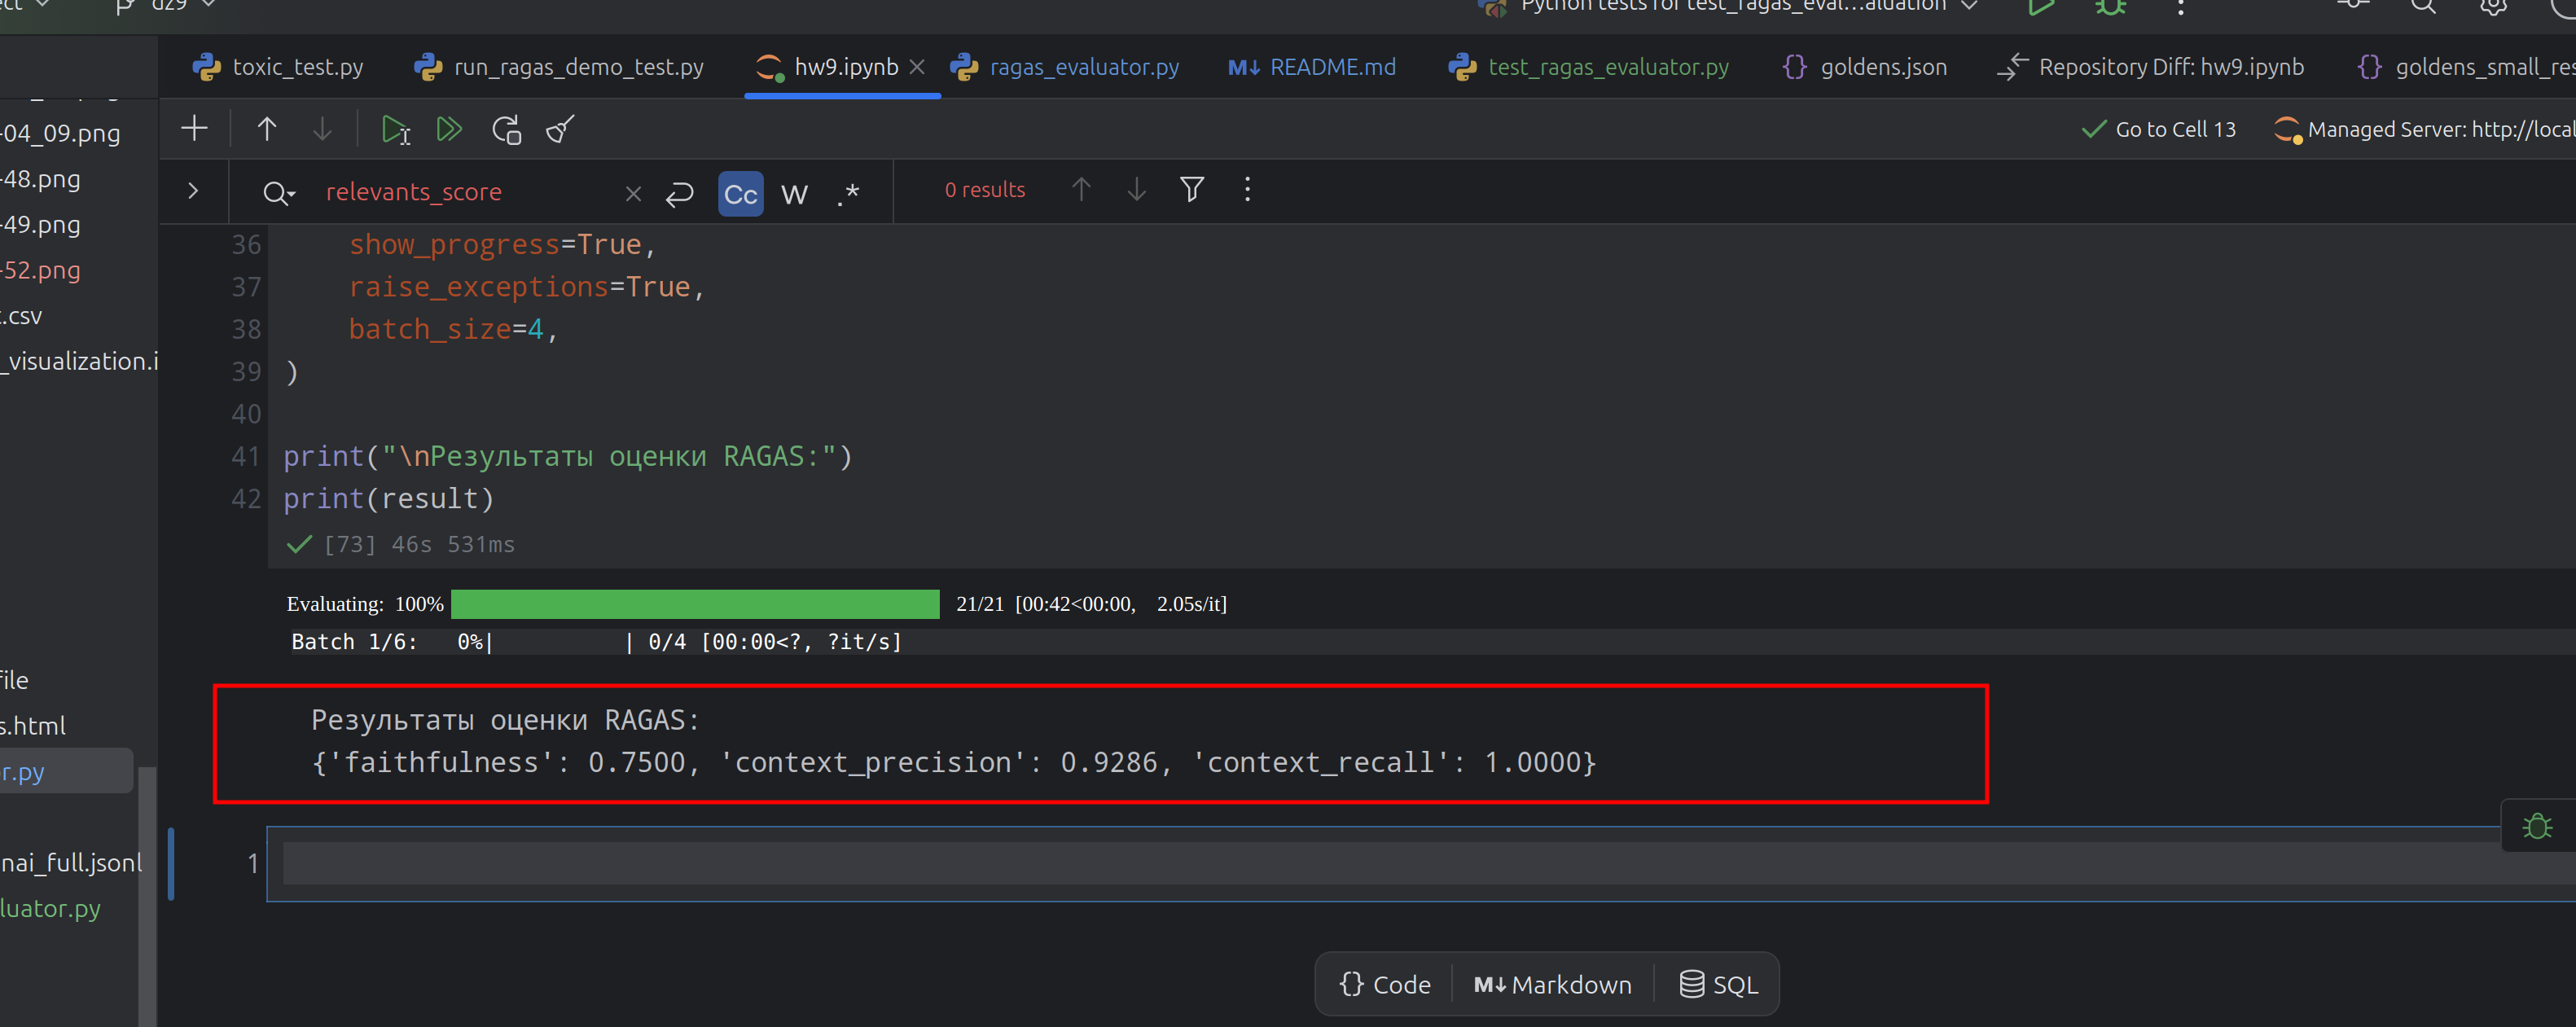 ect dz9 Python tests for test_ragas_eval...aluation
toxic_test.py run_ragas_demo_test.py hw9.ipynb ragas_evaluator.py M↓ README.md test_ragas_evaluator.py {} goldens.json Repository Diff: hw9.ipynb {} goldens_small_res
Go to Cell 13 Managed Server: http://local
relevants_score Cc W .* 0 results
-04_09.png
-48.png
-49.png
-52.png
t.csv
_visualization.i
file
s.html
r.py
nai_full.jsonl
luator.py
36 show_progress=True,
37 raise_exceptions=True,
38 batch_size=4,
39 )
40
41 print("\nРезультаты оценки RAGAS:")
42 print(result)
[73] 46s 531ms
Evaluating: 100% 21/21 [00:42<00:00, 2.05s/it]
Batch 1/6: 0%| | 0/4 [00:00<?, ?it/s]
Результаты оценки RAGAS:
{'faithfulness': 0.7500, 'context_precision': 0.9286, 'context_recall': 1.0000}
1
{} Code M↓ Markdown SQL